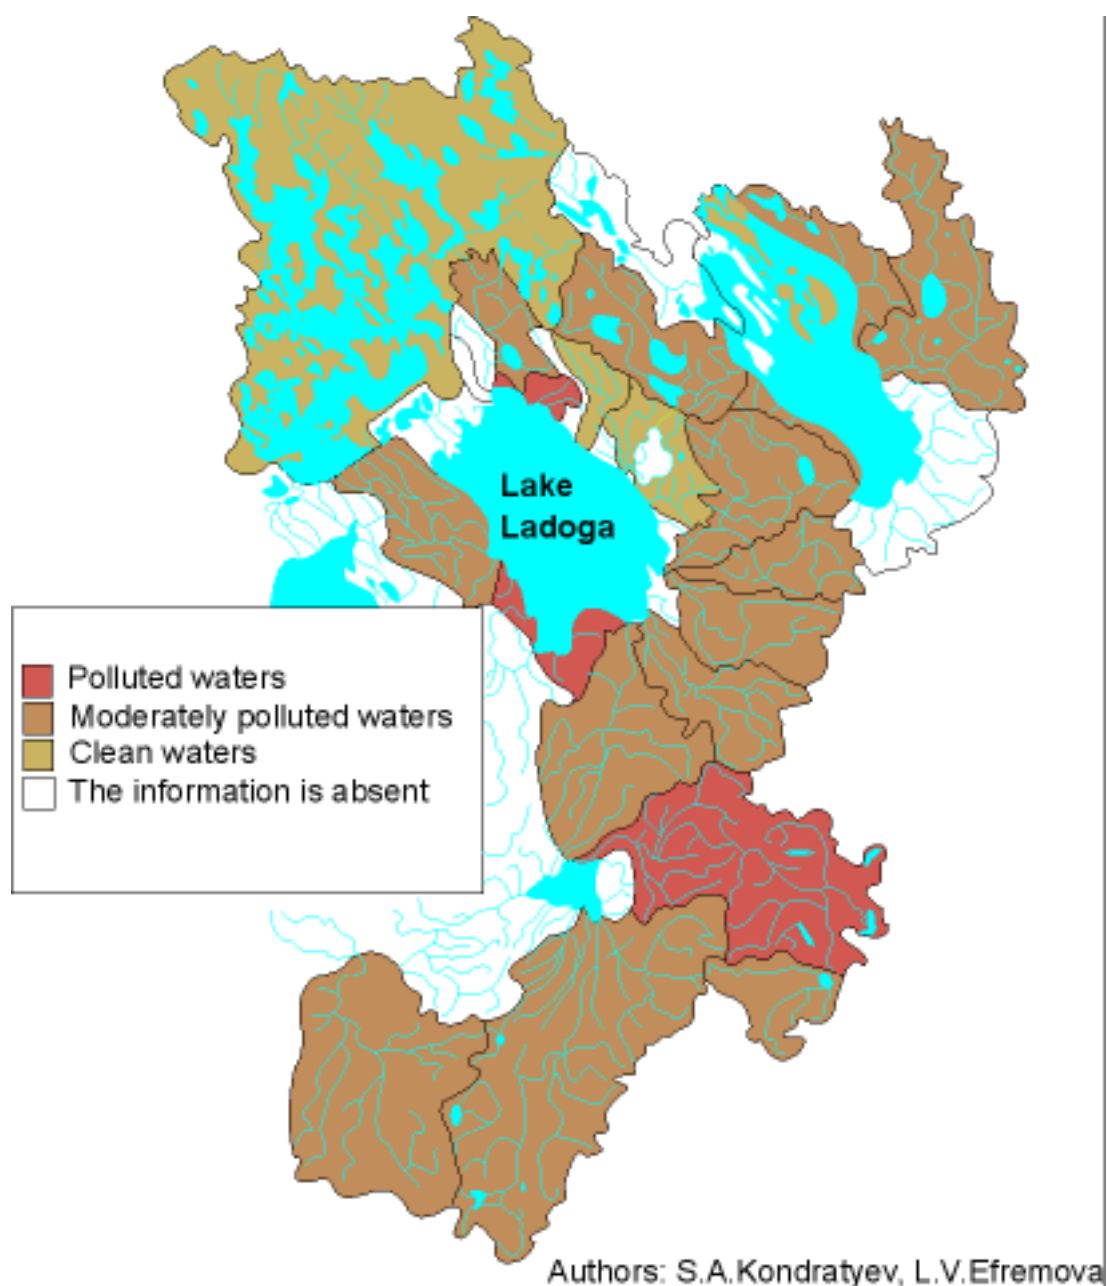 Lake
Ladoga
Polluted waters
Moderately polluted waters
Clean waters
The information is absent
Authors: S.A.Kondratyev, L.V.Efremova